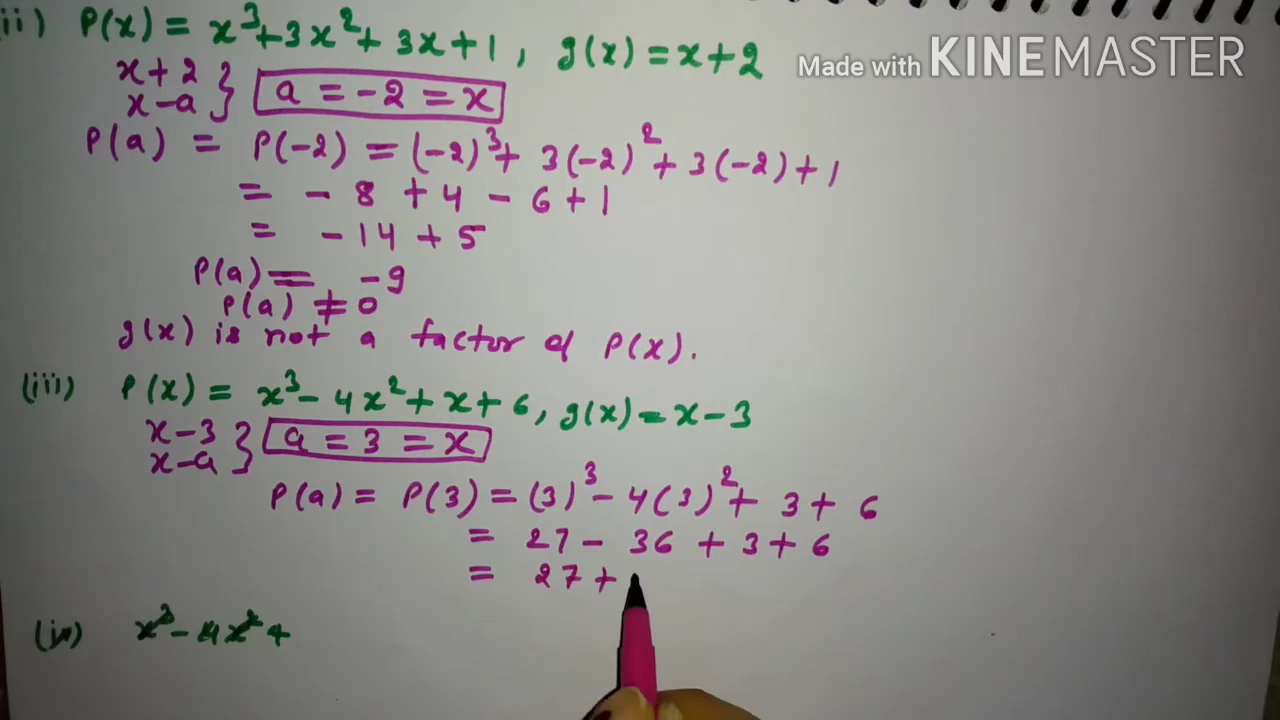 ii) P(x) = x³+3x²+3x+1, g(x)=x+2
Made with KINEMASTER
x+2
x-a } a = -2 = x
P(a) = P(-2) = (-2)³+ 3(-2)²+3(-2)+1
= -8 +4 -6+1
= -14 +5
P(a) = -9
P(a) ≠ 0
g(x) is not a factor of P(x).
(iii) P(x) = x³-4x²+x+6, g(x)=x-3
x-3
x-a } a = 3 = x
P(a) = P(3) = (3)³- 4(3)²+ 3+6
= 27- 36 + 3+6
= 27+
(iv) x³-4x²+